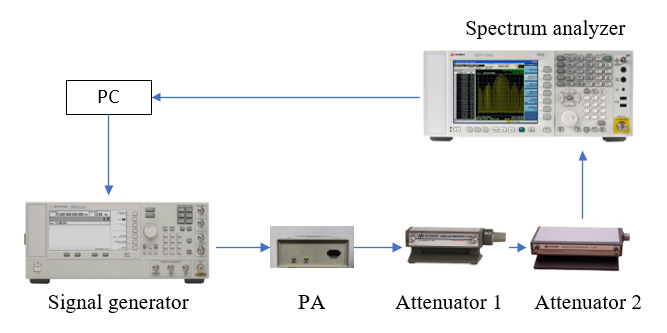 Spectrum analyzer
PC
Signal generator
PA
Attenuator 1
Attenuator 2